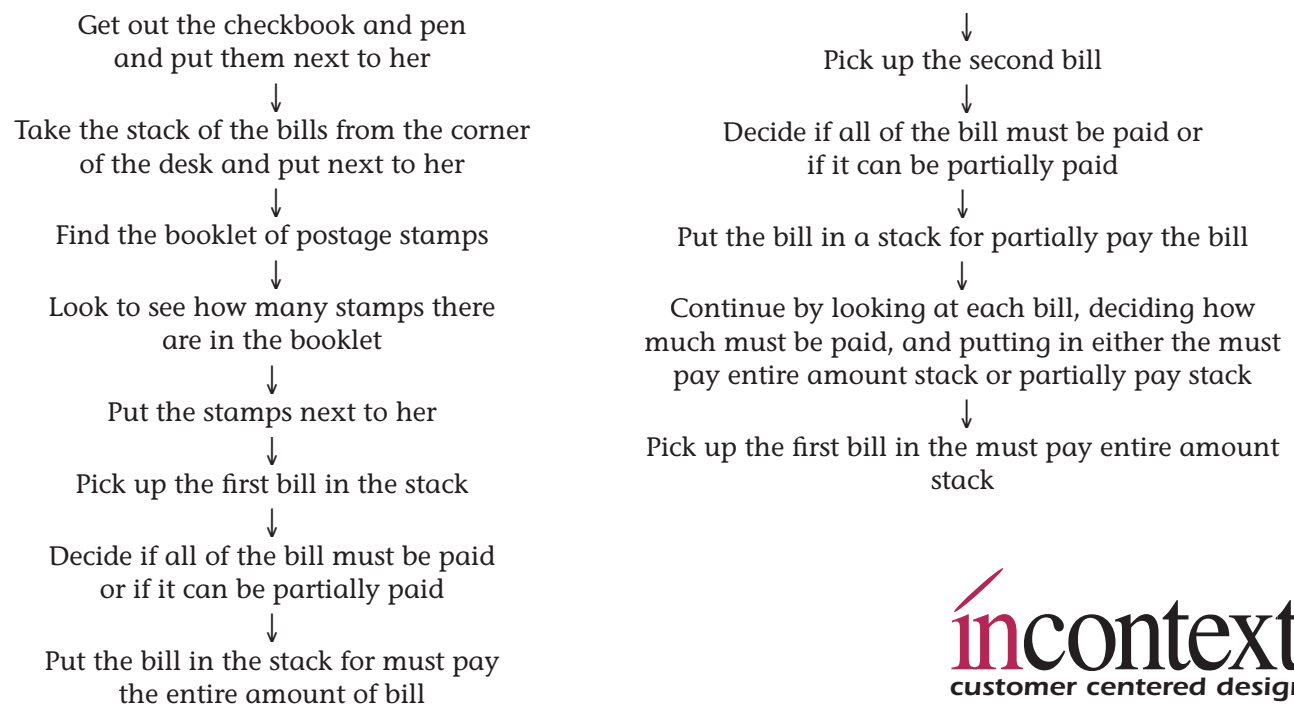 Get out the checkbook and pen
and put them next to her
↓
Take the stack of the bills from the corner
of the desk and put next to her
↓
Find the booklet of postage stamps
↓
Look to see how many stamps there
are in the booklet
↓
Put the stamps next to her
↓
Pick up the first bill in the stack
↓
Decide if all of the bill must be paid
or if it can be partially paid
↓
Put the bill in the stack for must pay
the entire amount of bill
↓
Pick up the second bill
↓
Decide if all of the bill must be paid or
if it can be partially paid
↓
Put the bill in a stack for partially pay the bill
↓
Continue by looking at each bill, deciding how
much must be paid, and putting in either the must
pay entire amount stack or partially pay stack
↓
Pick up the first bill in the must pay entire amount
stack
incontext
customer centered design